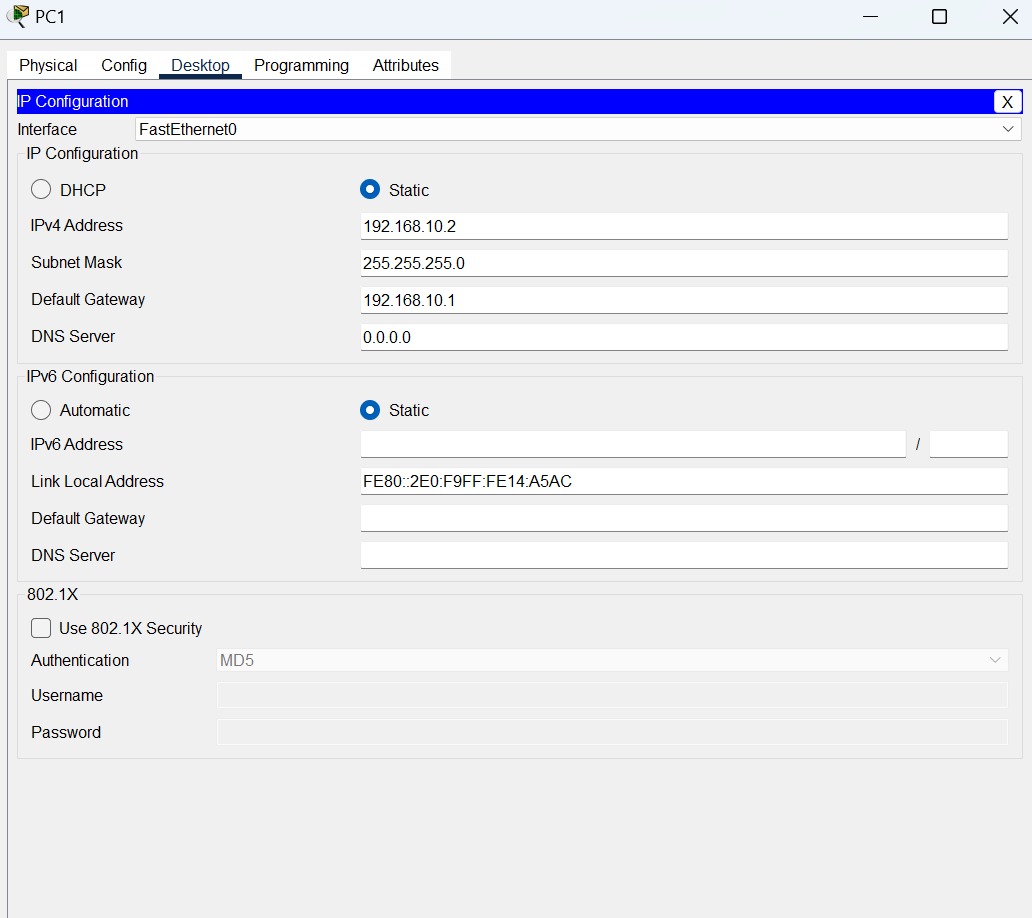 PC1
Physical Config Desktop Programming Attributes
IP Configuration X
Interface FastEthernet0
IP Configuration
DHCP Static
IPv4 Address 192.168.10.2
Subnet Mask 255.255.255.0
Default Gateway 192.168.10.1
DNS Server 0.0.0.0
IPv6 Configuration
Automatic Static
IPv6 Address /
Link Local Address FE80::2E0:F9FF:FE14:A5AC
Default Gateway
DNS Server
802.1X
Use 802.1X Security
Authentication MD5
Username
Password